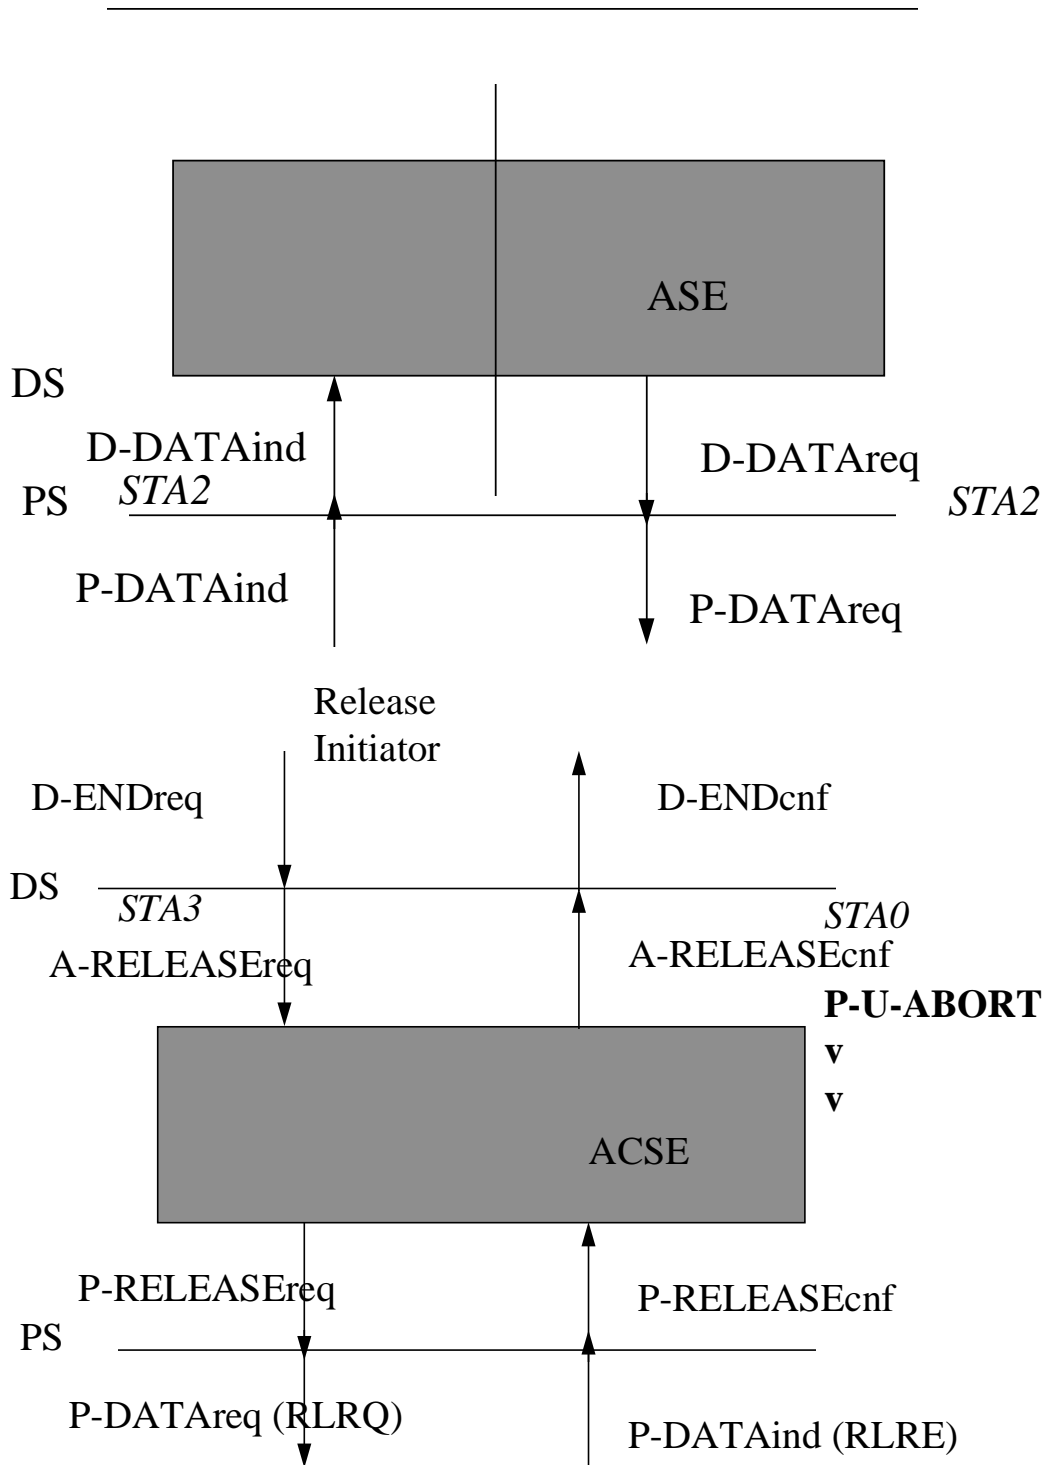 ASE
DS
D-DATAind
D-DATAreq
STA2
PS
STA2
P-DATAind
P-DATAreq
Release
Initiator
D-ENDreq
D-ENDcnf
DS
STA3
STA0
A-RELEASEreq
A-RELEASEcnf
P-U-ABORT
v
v
ACSE
P-RELEASEreq
P-RELEASEcnf
PS
P-DATAreq (RLRQ)
P-DATAind (RLRE)